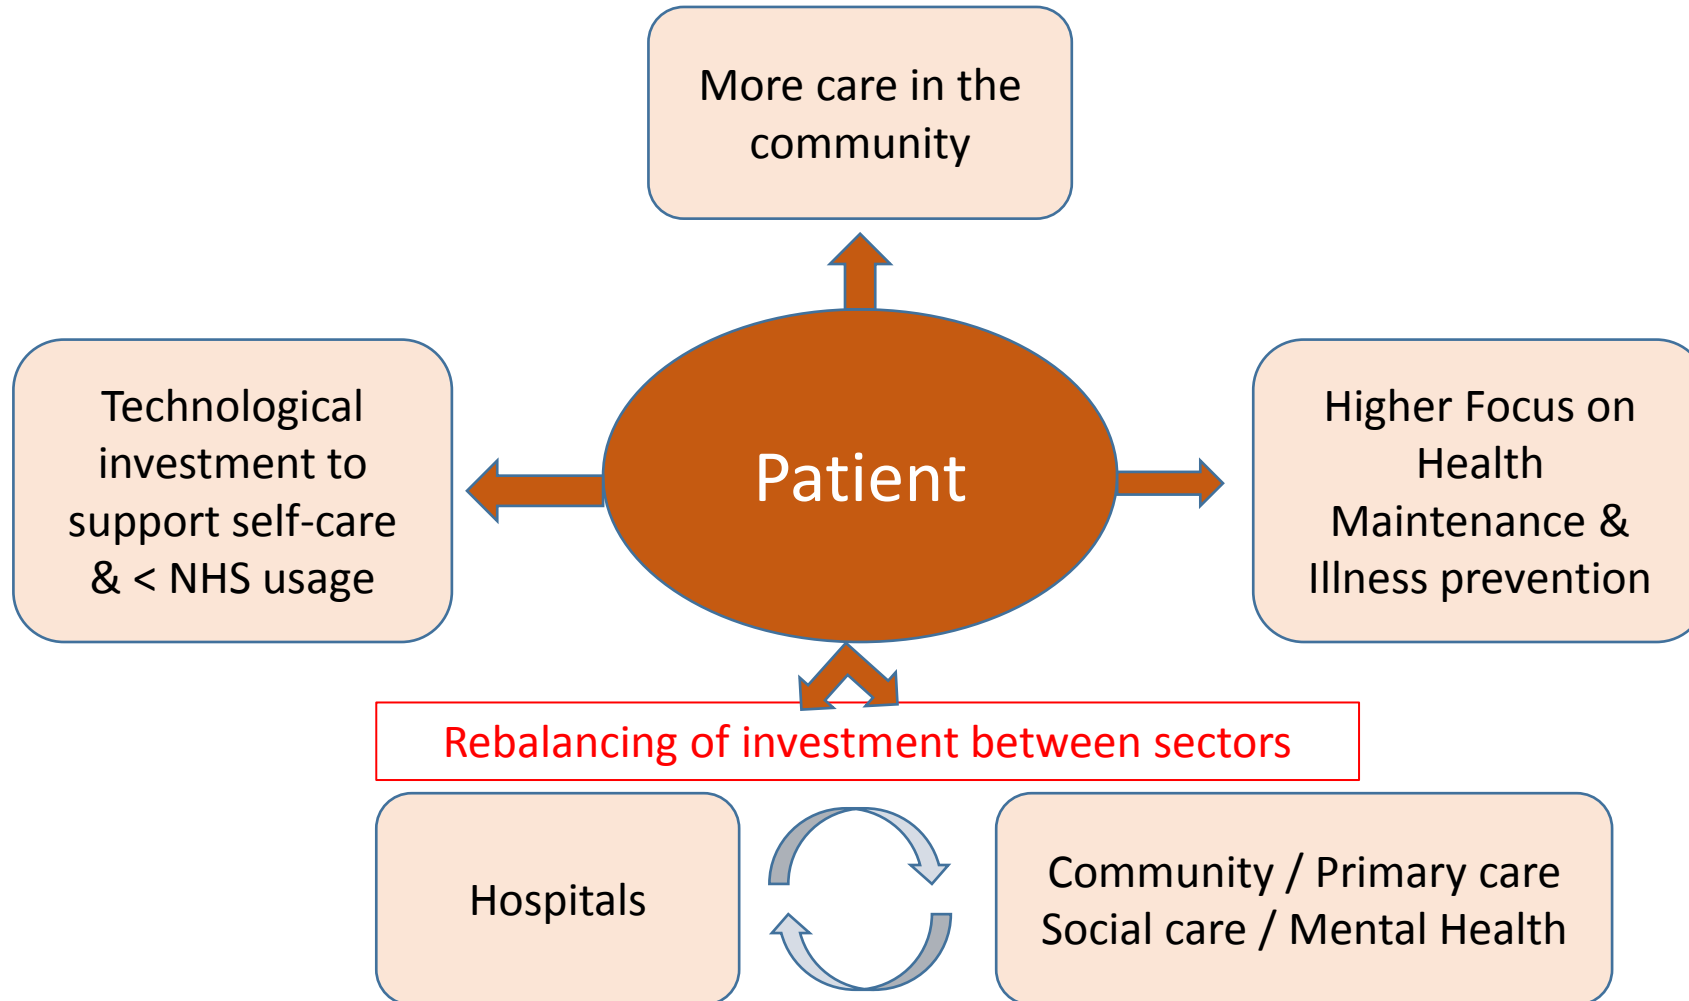 More care in the
community
Technological
investment to
support self-care
& < NHS usage
Patient
Higher Focus on
Health
Maintenance &
Illness prevention
Rebalancing of investment between sectors
Hospitals
Community / Primary care
Social care / Mental Health